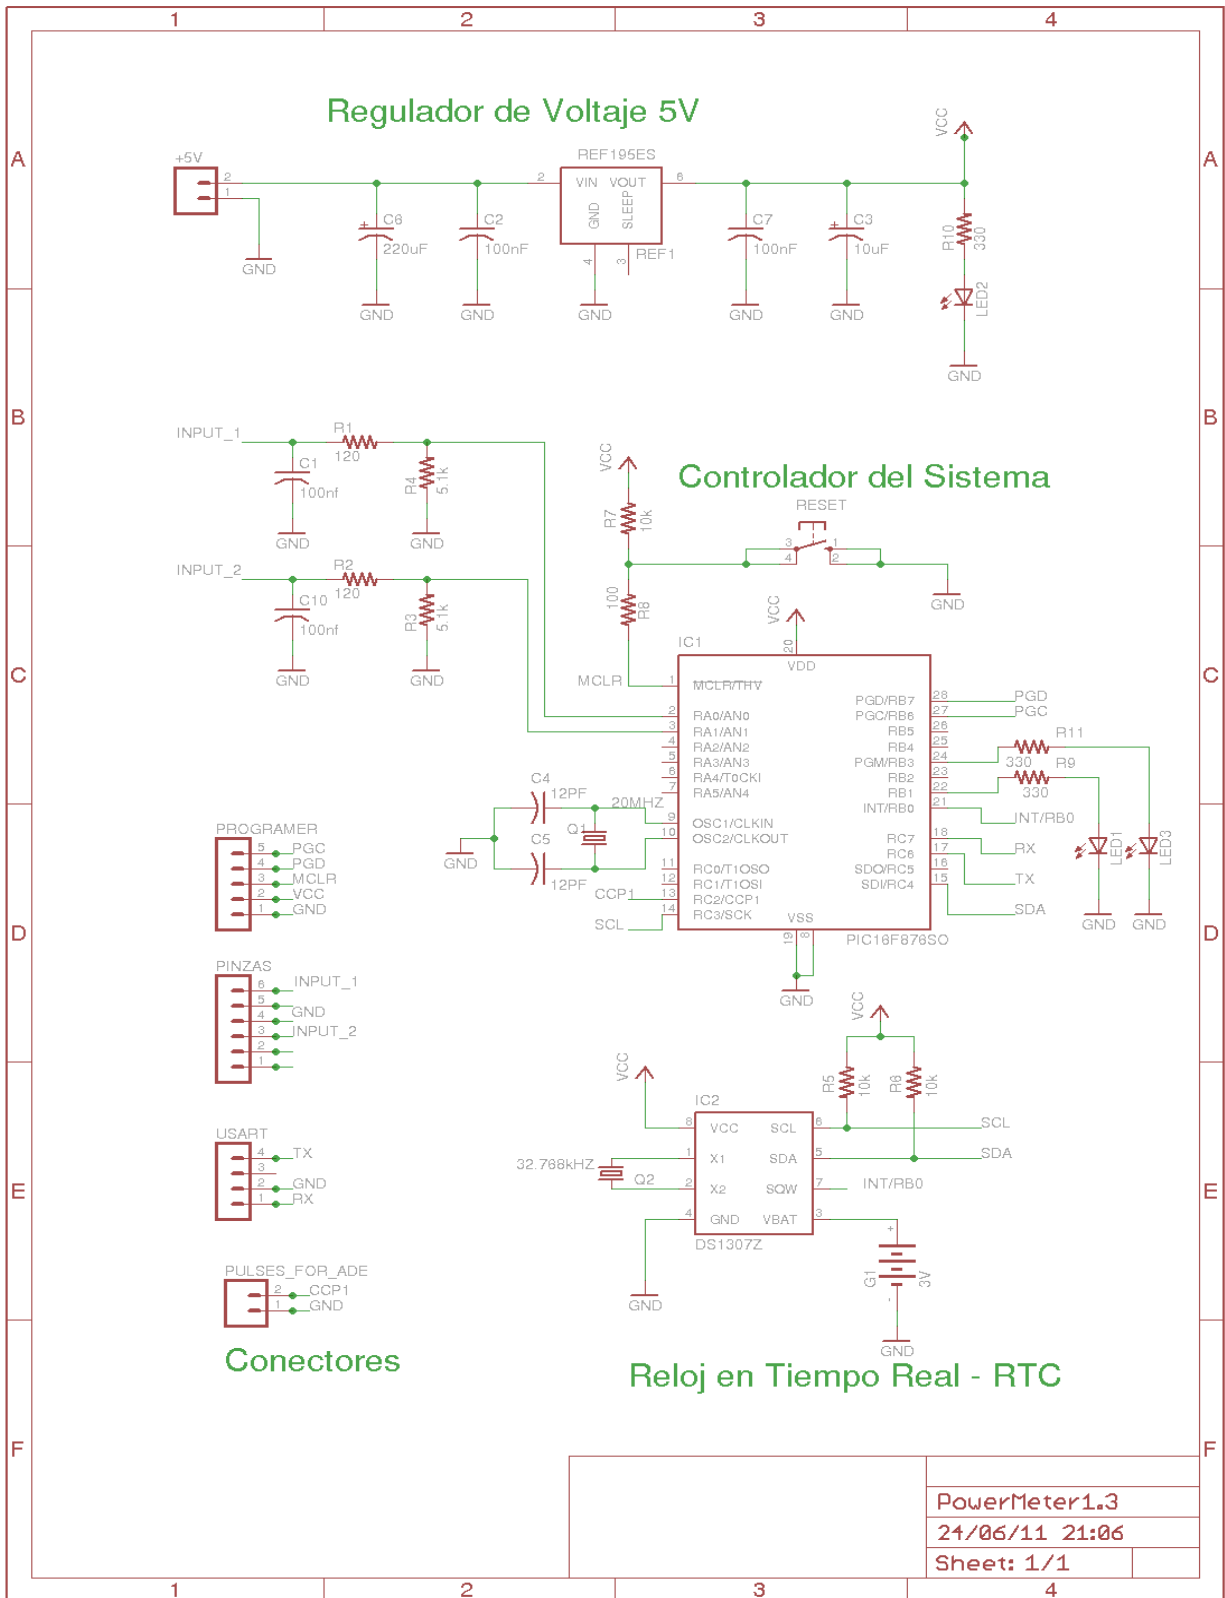 1 2 3 4
A A
B B
C C
D D
E E
F F
Regulador de Voltaje 5V
+5V
2
1
GND
C6
220uF
GND
C2
100nF
GND
REF195ES
2 VIN VOUT 6
GND SLEEP
4 3
REF1
GND
C7
100nF
GND
C3
10uF
GND
VCC
R10
330
LED2
GND
INPUT_1
R1
120
C1
100nf
GND
R4
5.1k
GND
INPUT_2
R2
120
C10
100nf
GND
R3
5.1k
GND
Controlador del Sistema
VCC
R7
10k
RESET
3 1
4 2
GND
100
R8
VCC
IC1
20
VDD
MCLR
1 MCLR/THV
2 RA0/AN0
3 RA1/AN1
4 RA2/AN2
5 RA3/AN3
6 RA4/T0CKI
7 RA5/AN4
9 OSC1/CLKIN
10 OSC2/CLKOUT
11 RC0/T1OSO
12 RC1/T1OSI
CCP1 13 RC2/CCP1
SCL 14 RC3/SCK
PGD/RB7 28 PGD
PGC/RB6 27 PGC
RB5 26
RB4 25
PGM/RB3 24
RB2 23
RB1 22
INT/RB0 21 INT/RB0
RC7 18 RX
RC6 17 TX
SDO/RC5 16
SDI/RC4 15 SDA
VSS
19 8
PIC16F876SO
GND
R11
330
R9
330
LED1
LED3
GND GND
C4
12PF
20MHZ
Q1
C5
12PF
GND
PROGRAMER
5 PGC
4 PGD
3 MCLR
2 VCC
1 GND
PINZAS
6 INPUT_1
5
4 GND
3 INPUT_2
2
1
USART
4 TX
3
2 GND
1 RX
PULSES_FOR_ADE
2 CCP1
1 GND
Conectores
VCC
VCC
R5
10k
R6
10k
IC2
8 VCC SCL 6 SCL
1 X1 SDA 5 SDA
2 X2 SQW 7 INT/RB0
4 GND VBAT 3
DS1307Z
32.768kHZ
Q2
GND
+
G1
3V
-
GND
Reloj en Tiempo Real - RTC
PowerMeter1.3
24/06/11 21:06
Sheet: 1/1
1 2 3 4